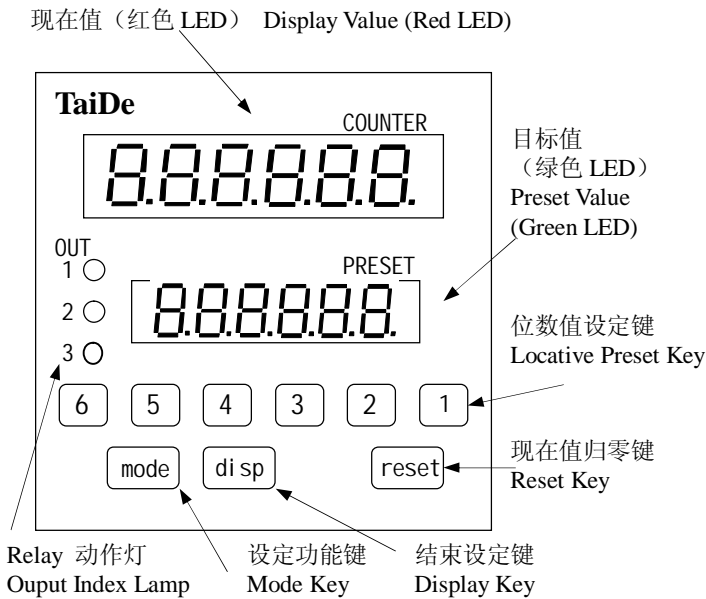 现在值（红色 LED） Display Value (Red LED)
TaiDe
COUNTER
8.8.8.8.8.8.
目标值
（绿色 LED）
Preset Value
(Green LED)
OUT
1
PRESET
8.8.8.8.8.8.
2
3
位数值设定键
Locative Preset Key
6 5 4 3 2 1
mode disp reset
现在值归零键
Reset Key
Relay 动作灯
Ouput Index Lamp
设定功能键
Mode Key
结束设定键
Display Key